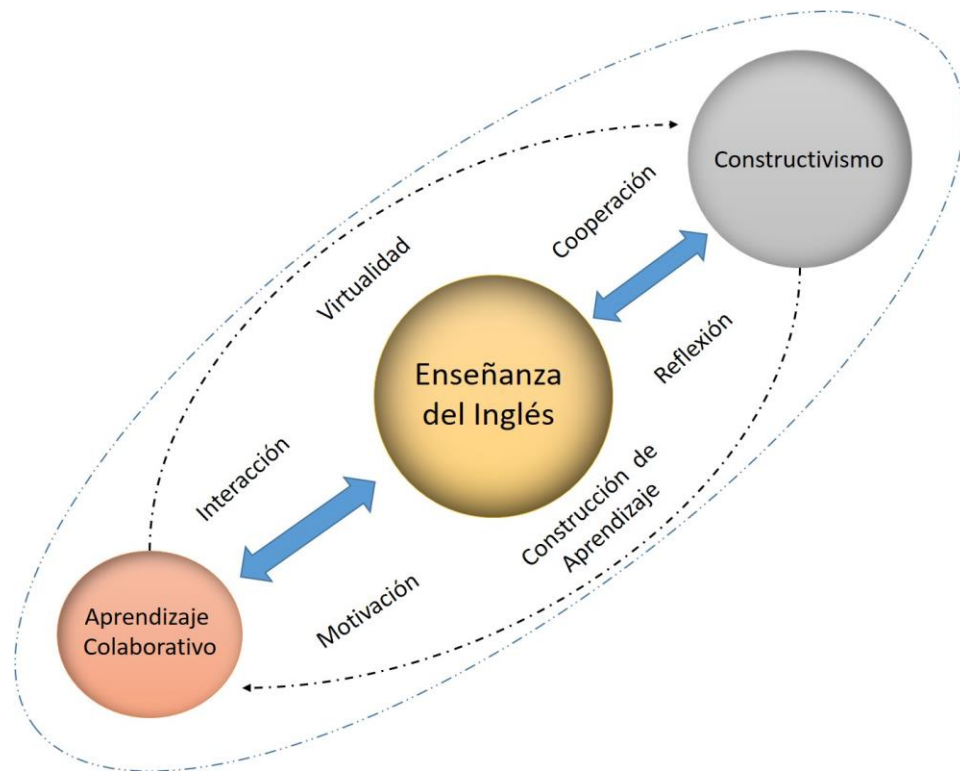 Constructivismo
Cooperación
Virtualidad
Reflexión
Enseñanza
del Inglés
Interacción
Construcción de
Aprendizaje
Motivación
Aprendizaje
Colaborativo